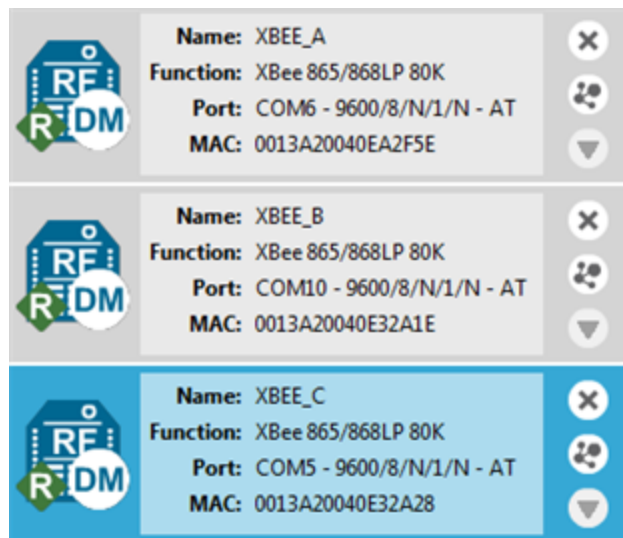 RF
R
DM
Name: XBEE_A
Function: XBee 865/868LP 80K
Port: COM6 - 9600/8/N/1/N - AT
MAC: 0013A20040EA2F5E
RF
R
DM
Name: XBEE_B
Function: XBee 865/868LP 80K
Port: COM10 - 9600/8/N/1/N - AT
MAC: 0013A20040E32A1E
RF
R
DM
Name: XBEE_C
Function: XBee 865/868LP 80K
Port: COM5 - 9600/8/N/1/N - AT
MAC: 0013A20040E32A28